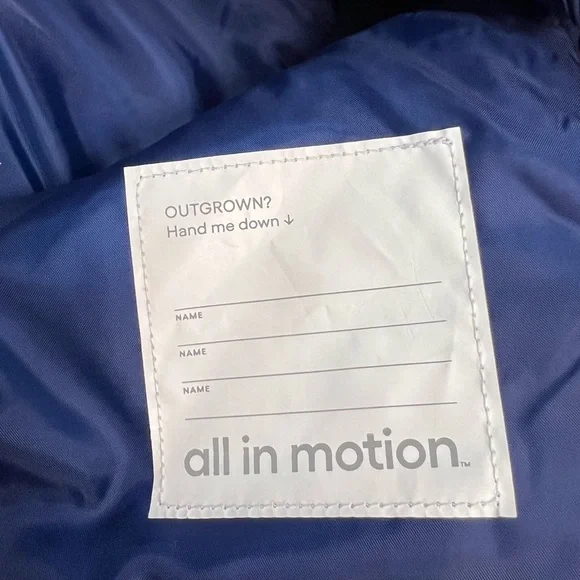 OUTGROWN?
Hand me down ↓
NAME
NAME
NAME
all in motion™